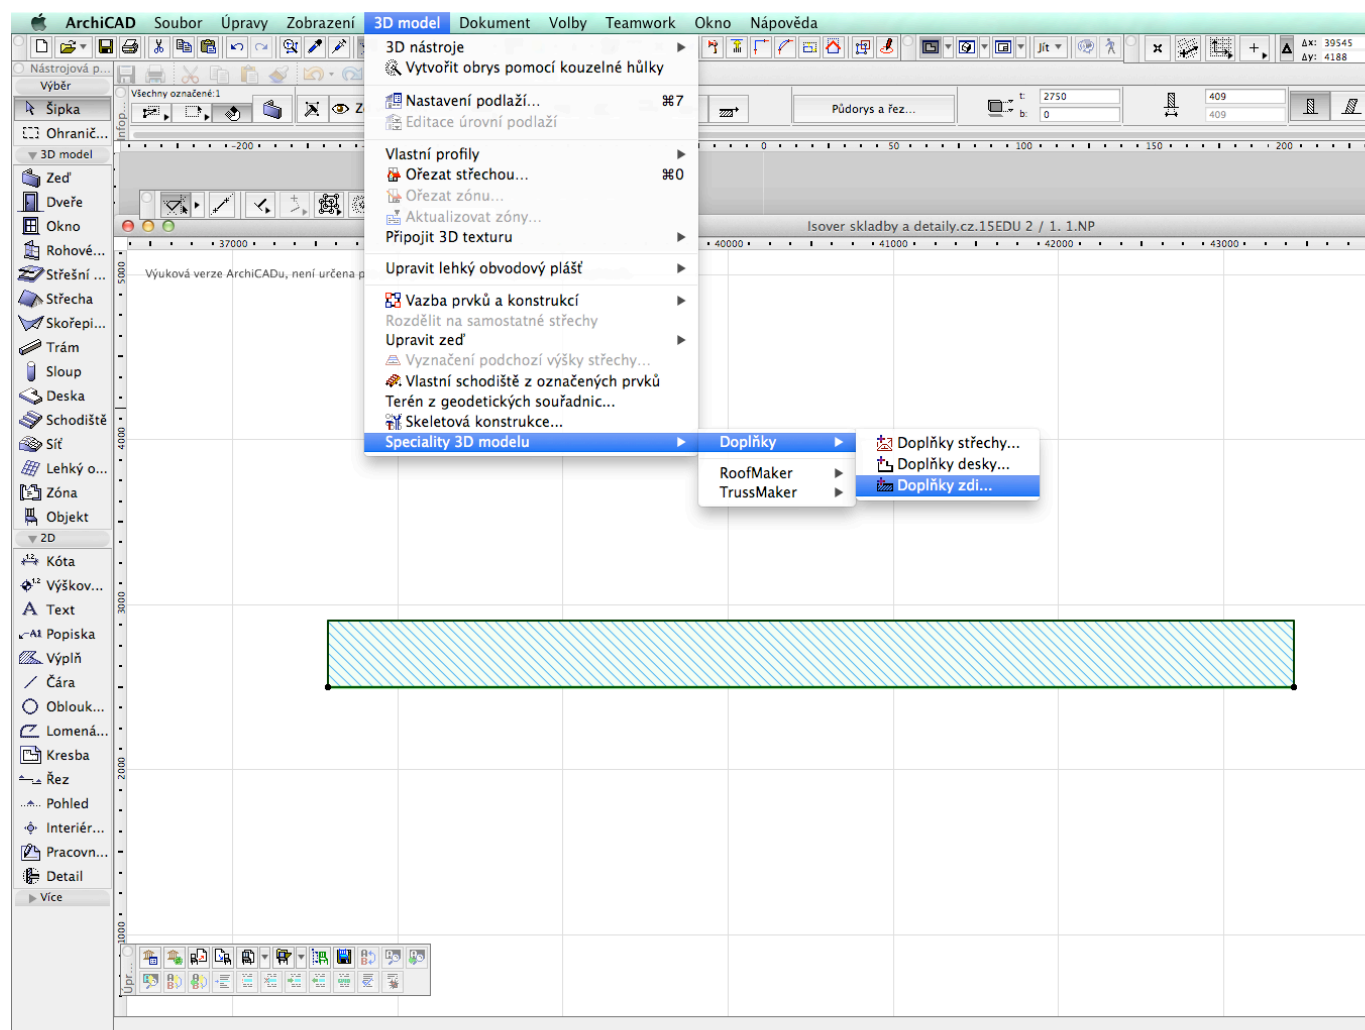 ArchiCAD Soubor Úpravy Zobrazení 3D model Dokument Volby Teamwork Okno Nápověda
Jít
Δx: 39545
Δy: 4188
Nástrojová p...
Výběr
Šipka
Ohranič...
3D model
Zeď
Dveře
Okno
Rohové...
Střešní ...
Střecha
Skořepi...
Trám
Sloup
Deska
Schodiště
Síť
Lehký o...
Zóna
Objekt
2D
Kóta
Výškov...
Text
Popiska
Výplň
Čára
Oblouk...
Lomená...
Kresba
Řez
Pohled
Interiér...
Pracovn...
Detail
Více
Infop...
Všechny označené:1
Půdorys a řez...
t: 2750
b: 0
409
409
-200 0 50 100 150 200
3D nástroje
Vytvořit obrys pomocí kouzelné hůlky
Nastavení podlaží... ⌘7
Editace úrovní podlaží
Vlastní profily
Ořezat střechou... ⌘0
Ořezat zónu...
Aktualizovat zóny...
Připojit 3D texturu
Upravit lehký obvodový plášť
Vazba prvků a konstrukcí
Rozdělit na samostatné střechy
Upravit zeď
Vyznačení podchozí výšky střechy...
Vlastní schodiště z označených prvků
Terén z geodetických souřadnic...
Skeletová konstrukce...
Speciality 3D modelu
Doplňky
RoofMaker
TrussMaker
Doplňky střechy...
Doplňky desky...
Doplňky zdi...
Isover skladby a detaily.cz.15EDU 2 / 1. 1.NP
37000 40000 41000 42000 43000
Výuková verze ArchiCADu, není určena p
5000
4000
3000
2000
1000
Úpr...